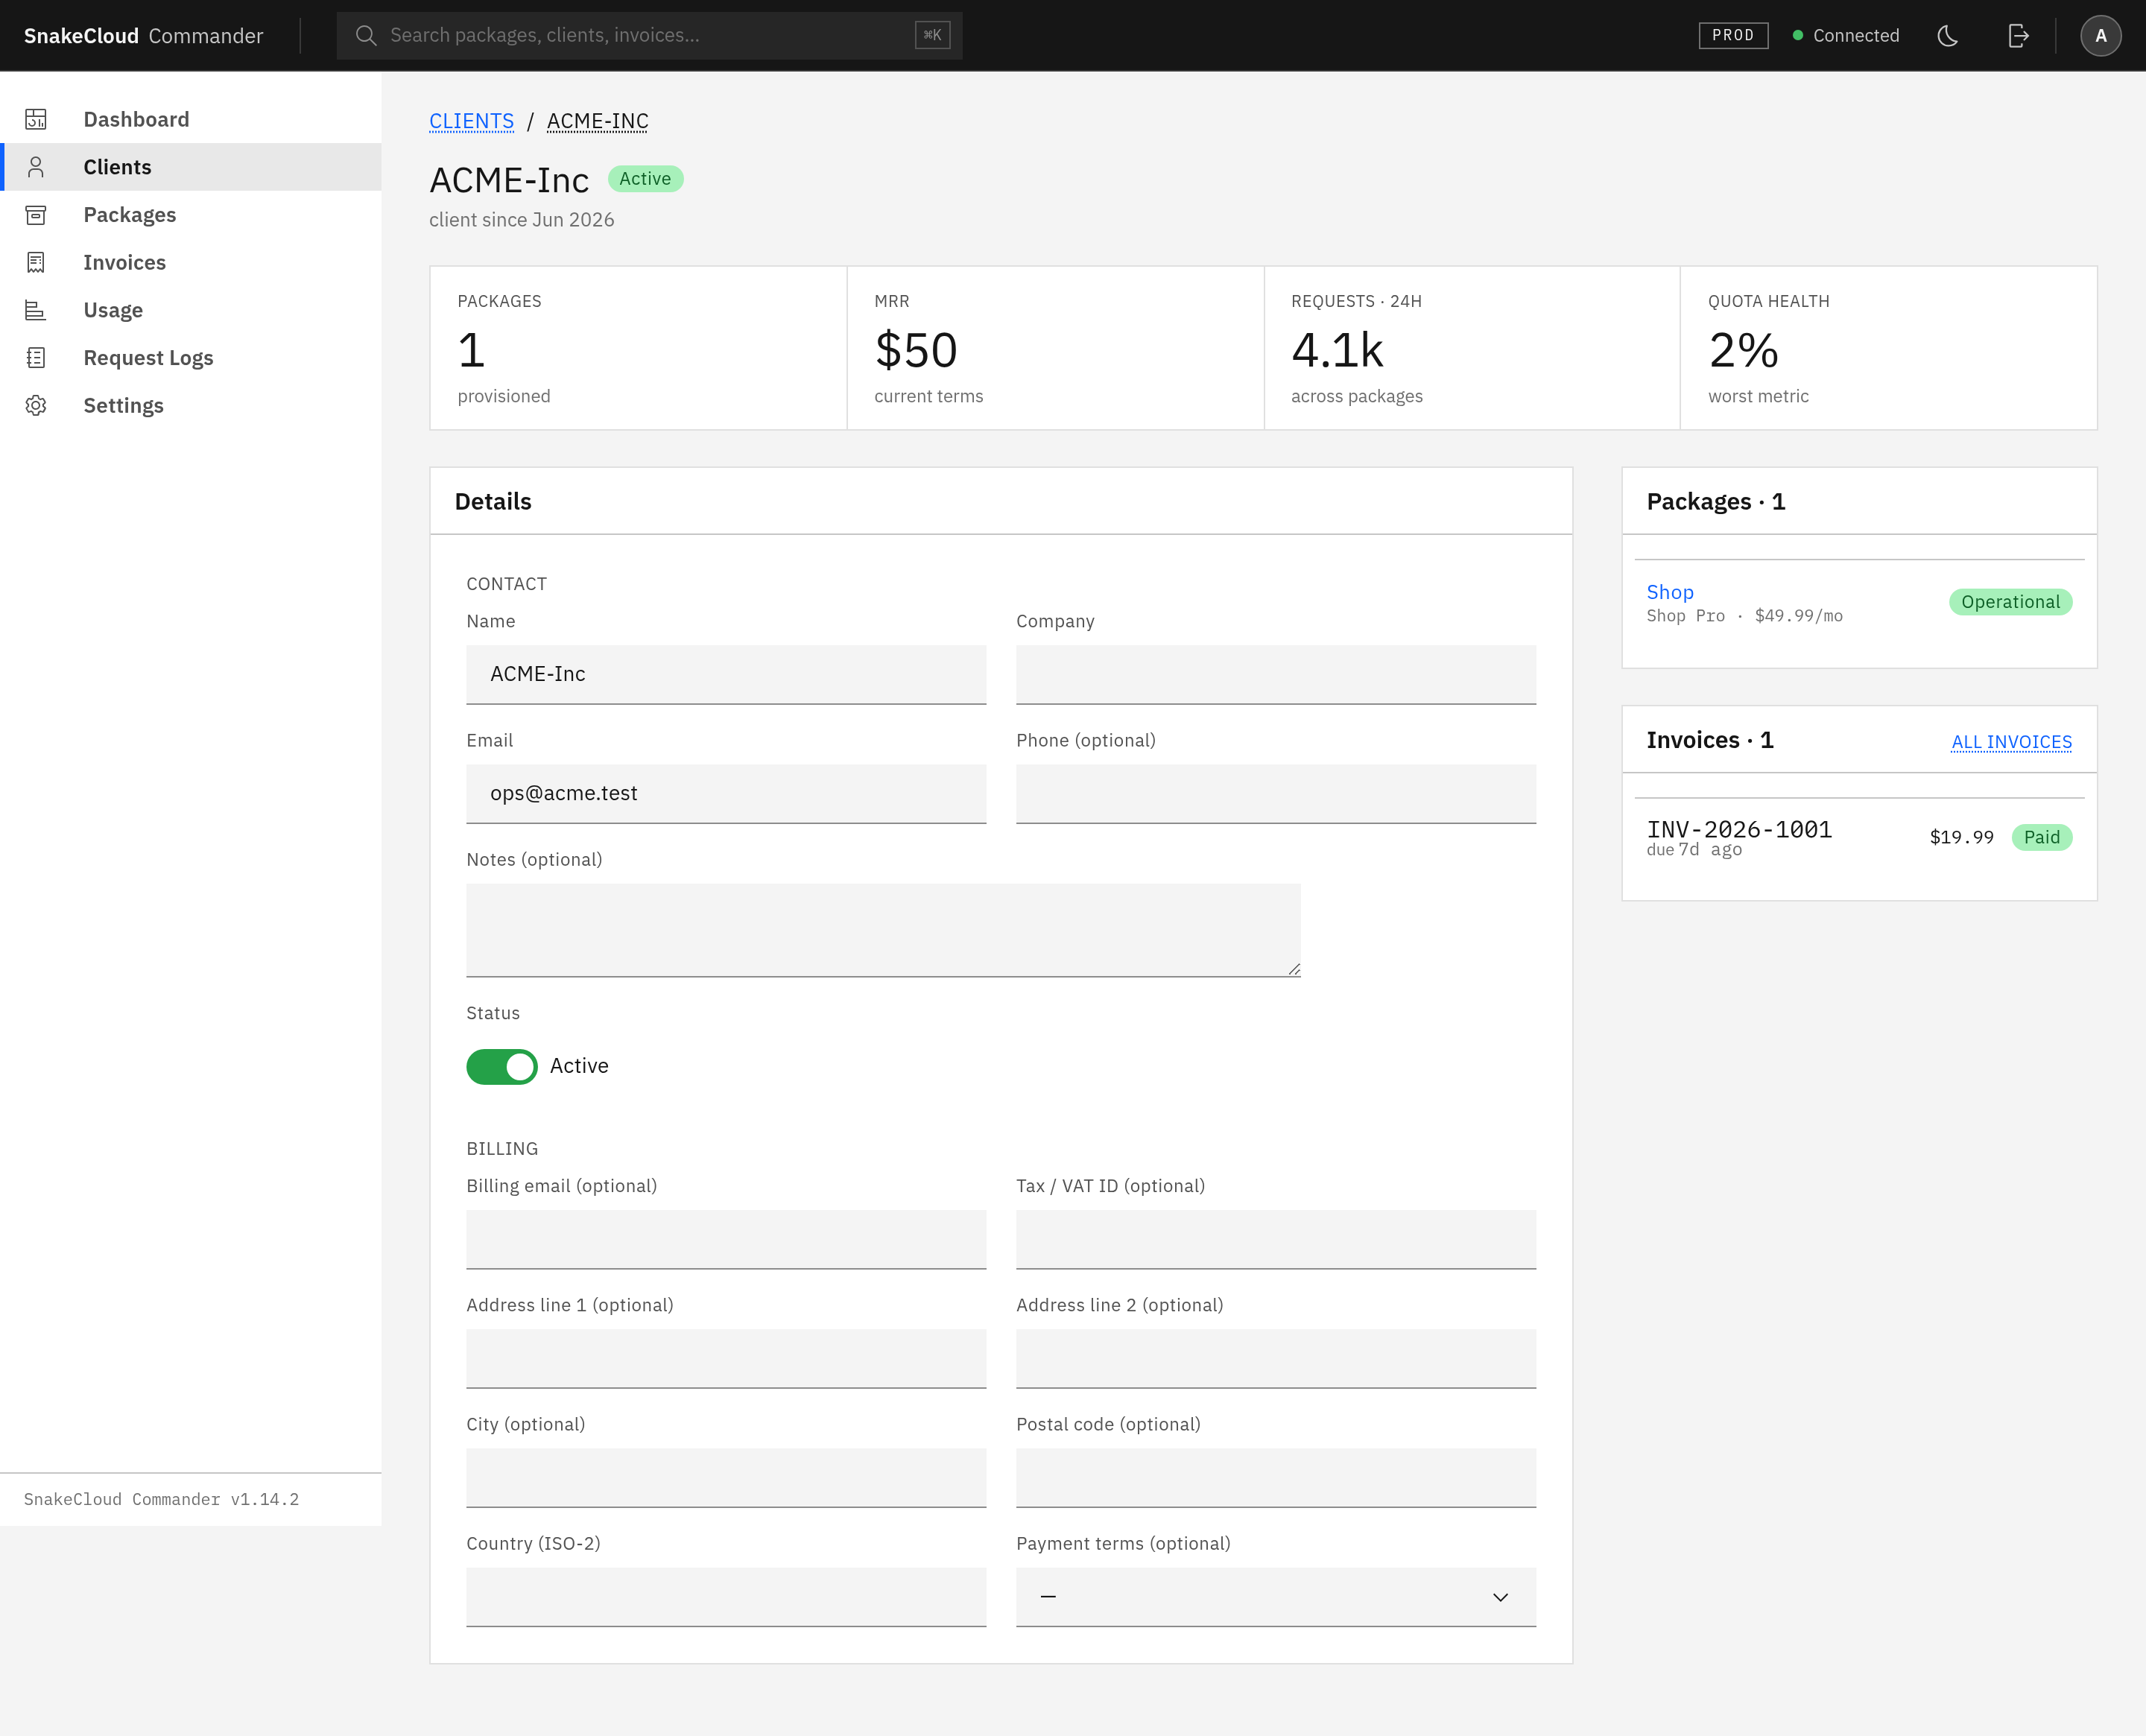 SnakeCloud Commander
Search packages, clients, invoices...
⌘K
PROD
Connected
A
Dashboard
Clients
Packages
Invoices
Usage
Request Logs
Settings
SnakeCloud Commander v1.14.2
CLIENTS / ACME-INC
ACME-Inc Active
client since Jun 2026
PACKAGES
1
provisioned
MRR
$50
current terms
REQUESTS · 24H
4.1k
across packages
QUOTA HEALTH
2%
worst metric
Details
CONTACT
Name
ACME-Inc
Company
Email
ops@acme.test
Phone (optional)
Notes (optional)
Status
Active
BILLING
Billing email (optional)
Tax / VAT ID (optional)
Address line 1 (optional)
Address line 2 (optional)
City (optional)
Postal code (optional)
Country (ISO-2)
Payment terms (optional)
—
Packages · 1
Shop
Shop Pro · $49.99/mo
Operational
Invoices · 1
ALL INVOICES
INV-2026-1001
due 7d ago
$19.99
Paid